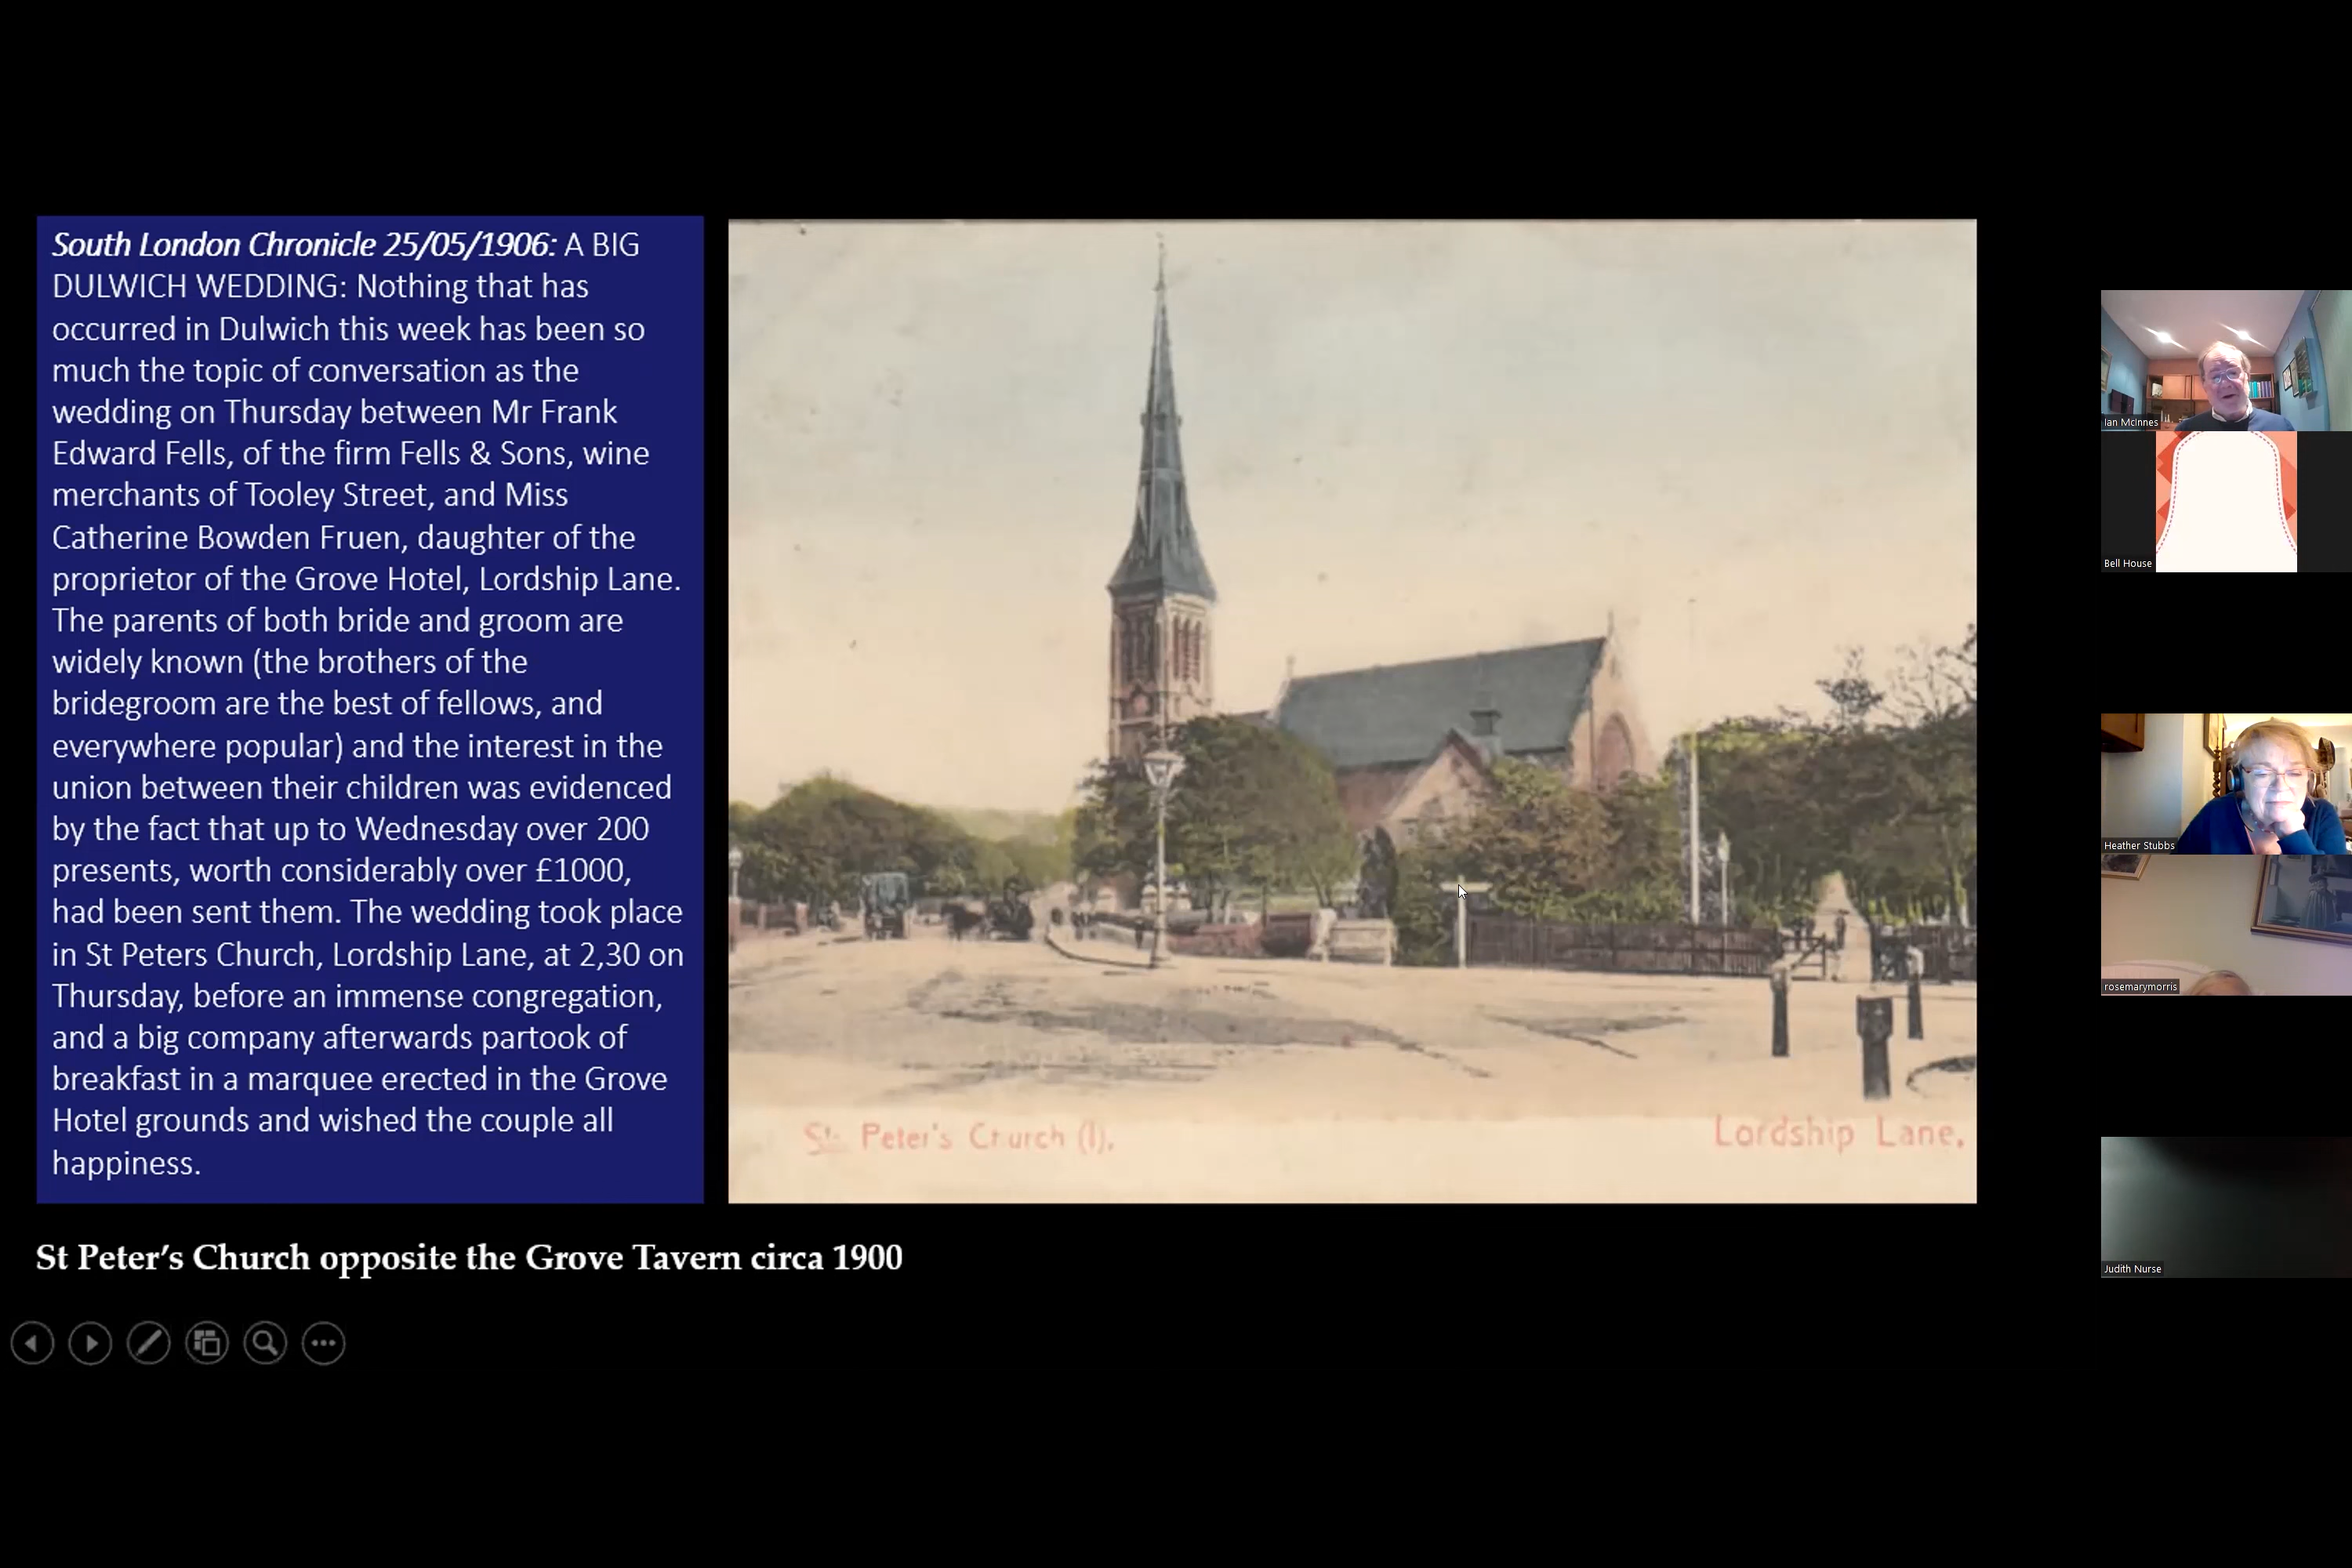 South London Chronicle 25/05/1906: A BIG
DULWICH WEDDING: Nothing that has
occurred in Dulwich this week has been so
much the topic of conversation as the
wedding on Thursday between Mr Frank
Edward Fells, of the firm Fells & Sons, wine
merchants of Tooley Street, and Miss
Catherine Bowden Fruen, daughter of the
proprietor of the Grove Hotel, Lordship Lane.
The parents of both bride and groom are
widely known (the brothers of the
bridegroom are the best of fellows, and
everywhere popular) and the interest in the
union between their children was evidenced
by the fact that up to Wednesday over 200
presents, worth considerably over £1000,
had been sent them. The wedding took place
in St Peters Church, Lordship Lane, at 2,30 on
Thursday, before an immense congregation,
and a big company afterwards partook of
breakfast in a marquee erected in the Grove
Hotel grounds and wished the couple all
happiness.
St. Peter's Church (I).
Lordship Lane.
St Peter's Church opposite the Grove Tavern circa 1900
Ian McInnes
Bell House
Heather Stubbs
rosemarymorris
Judith Nurse